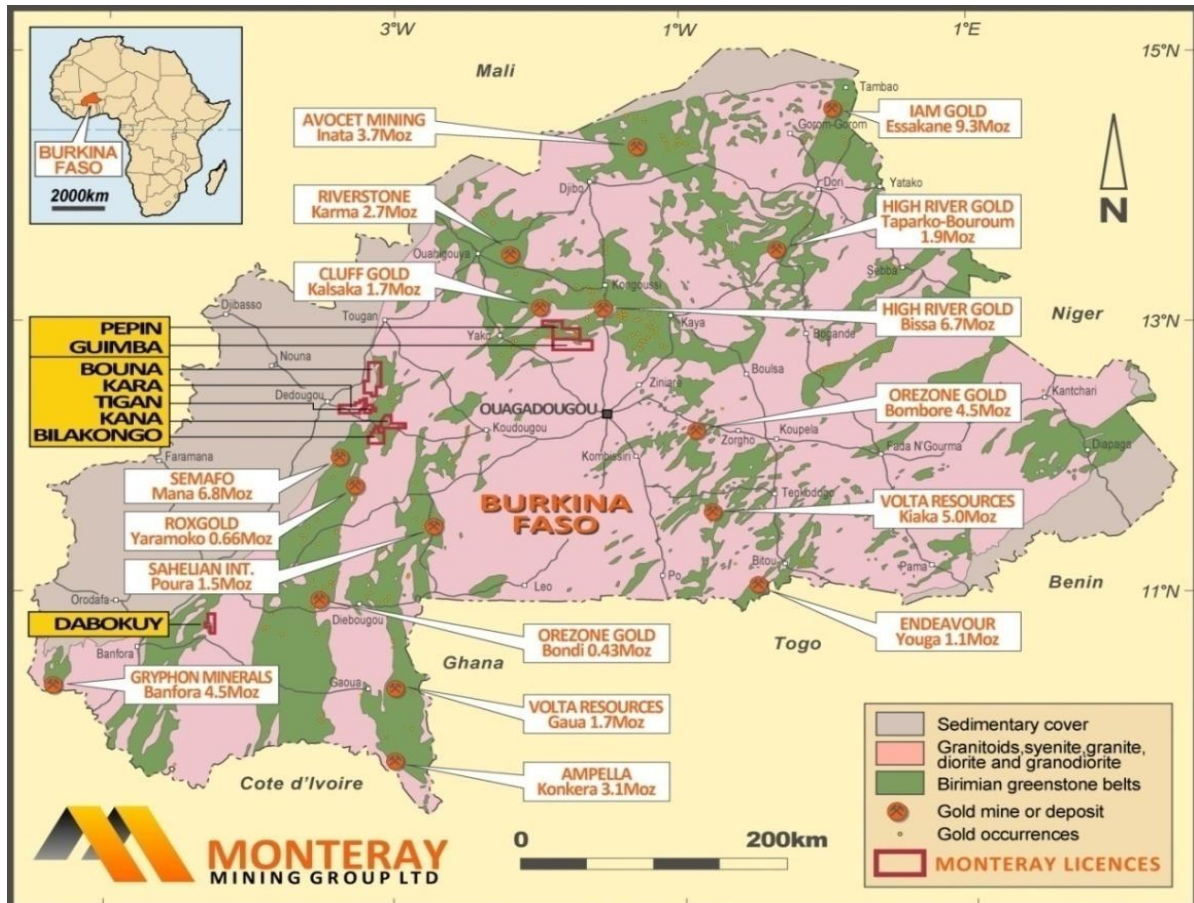 3°W
1°W
1°E
15°N
Mali
Tambao
AVOCET MINING
Inata 3.7Moz
IAM GOLD
Essakane 9.3Moz
Gorom-Gorom
BURKINA
FASO
2000km
N
Djibo
Dori
Yatako
RIVERSTONE
Karma 2.7Moz
HIGH RIVER GOLD
Taparko-Bouroum
1.9Moz
Ouahigouya
Sebba
CLUFF GOLD
Kalsaka 1.7Moz
Kongoussi
Djibasso
Tougan
HIGH RIVER GOLD
Bissa 6.7Moz
Niger
13°N
PEPIN
GUIMBA
Yako
Kaya
Bogande
BOUNA
KARA
TIGAN
KANA
BILAKONGO
Nouna
Dedougou
Ziniare
Boulsa
Kantchari
OUAGADOUGOU
OREZONE GOLD
Bombore 4.5Moz
Koudougou
Zorgho
Koupela
Fada N'Gourma
Diapaga
Faramana
Kombissiri
SEMAFO
Mana 6.8Moz
BURKINA
FASO
Tenkodogo
VOLTA RESOURCES
Kiaka 5.0Moz
ROXGOLD
Yaramoko 0.66Moz
SAHELIAN INT.
Poura 1.5Moz
Leo
Po
Bitou
Pama
Benin
11°N
Orodafa
DABOKUY
Diebougou
Banfora
OREZONE GOLD
Bondi 0.43Moz
Togo
ENDEAVOUR
Youga 1.1Moz
Ghana
GRYPHON MINERALS
Banfora 4.5Moz
Gaoua
VOLTA RESOURCES
Gaua 1.7Moz
Cote d'Ivoire
AMPELLA
Konkera 3.1Moz
Sedimentary cover
Granitoids,syenite,granite,
diorite and granodiorite
Birimian greenstone belts
Gold mine or deposit
Gold occurrences
MONTERAY LICENCES
MONTERAY
MINING GROUP LTD
0
200km